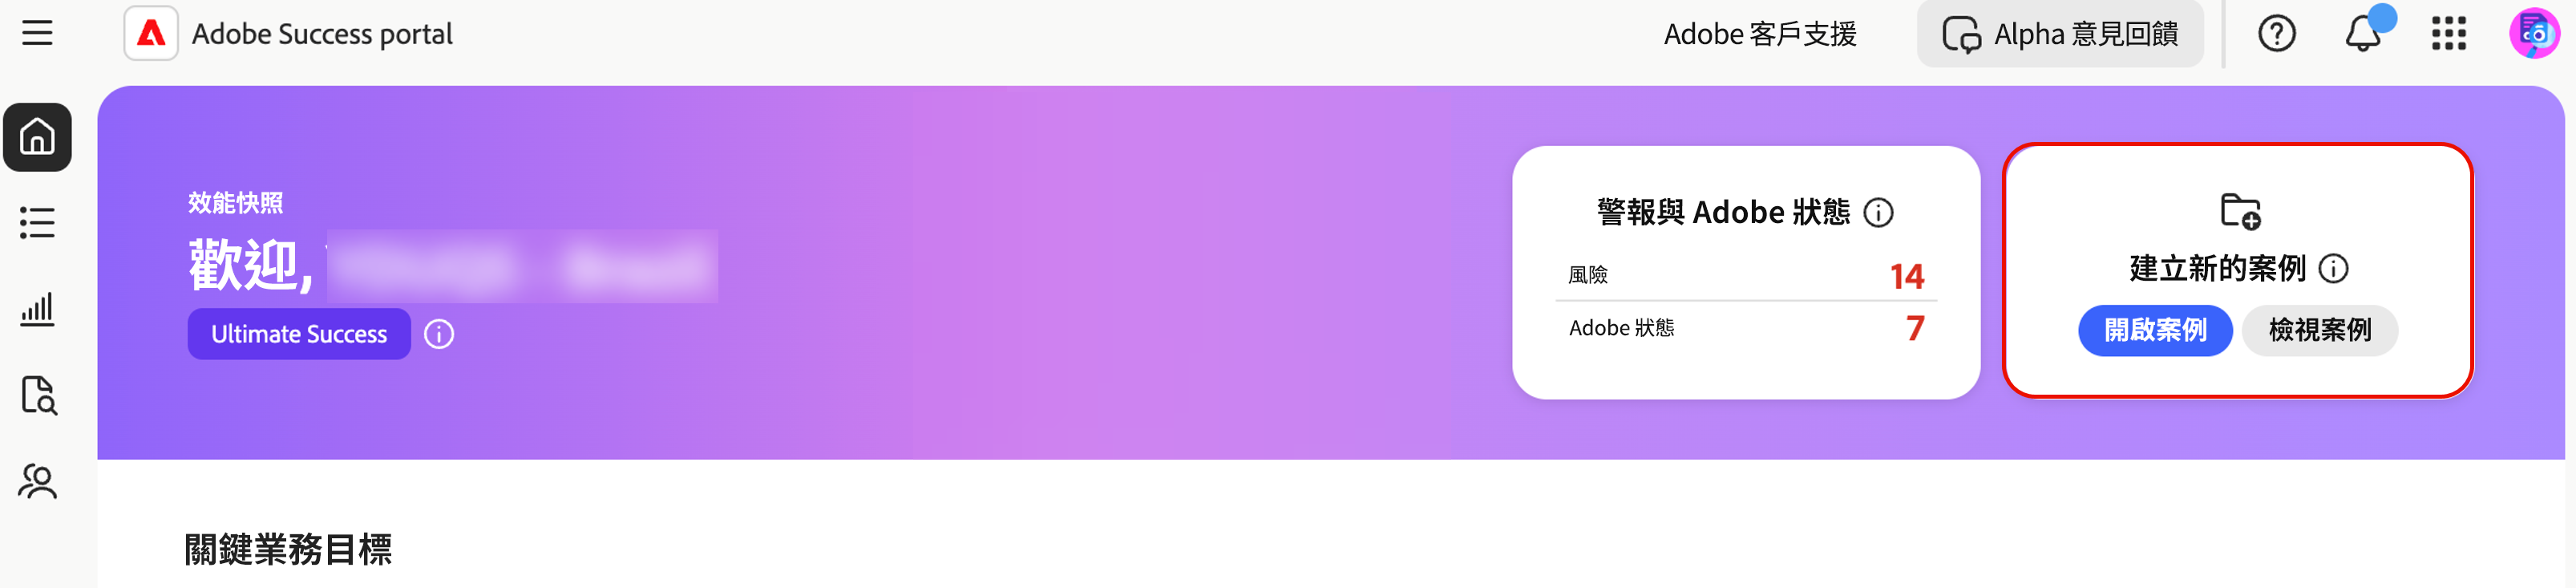 Adobe Success portal
Adobe 客戶支援
Alpha 意見回饋
效能快照
歡迎,
Ultimate Success
警報與 Adobe 狀態
風險 14
Adobe 狀態 7
建立新的案例
開啟案例
檢視案例
關鍵業務目標